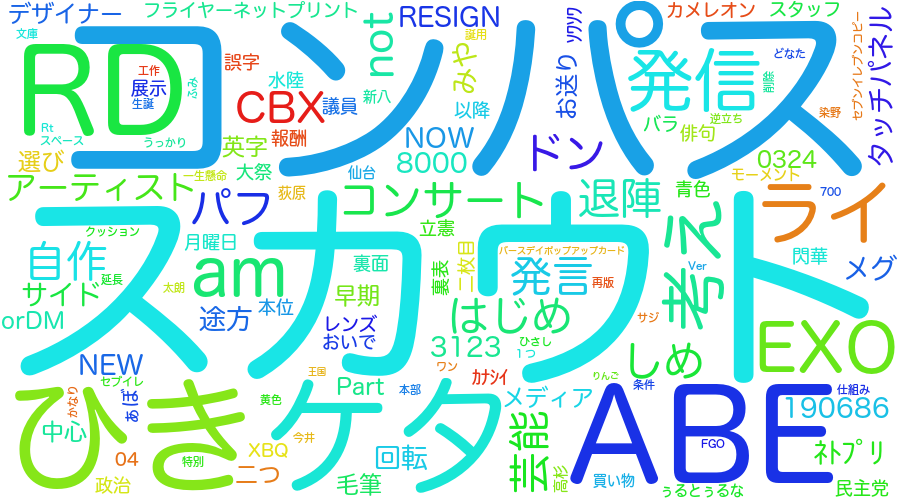 デザイナー
フライヤーネットプリント
RESIGN
カメレオン
スタッフ
文庫
RD
コンパス
not
誤字
工作
展示
生誕
ふみ
水陸
CBX
議員
新八
みや
誤用
以降
お送り
ワクワク
発信
どなた
削除
セブンイレブンコピー
タッチパネル
Rt
スペース
うっかり
英字
報酬
NOW
8000
ドン
バラ
逆立ち
俳句
染野
0324
選び
大祭
仙台
一生懸命
荻原
アーティスト
パフ
コンサート
退陣
青色
モーメント
700
ライ
クッション
月曜日
立憲
スカウト
考え
自作
延長
am
裏面
裏表
二枚目
バースデイポップアップカード
発言
再版
Ver
閃華
メグ
サイド
太朗
早期
orDM
途方
本位
レンズ
おいで
はじめ
サジ
3123
ひさし
1つ
しめ
EXO
NEW
セブイレ
ワン
ｶﾅｼｲ
りんご
王国
Part
本部
メディア
条件
仕組み
ひき
かなり
あぽ
黄色
ケタ
ABE
190686
中心
04
特別
XBQ
今井
回転
芸能
高杉
FGO
ﾈﾄﾌﾟﾘ
政治
二つ
毛筆
買い物
ぅるとぅるな
民主党